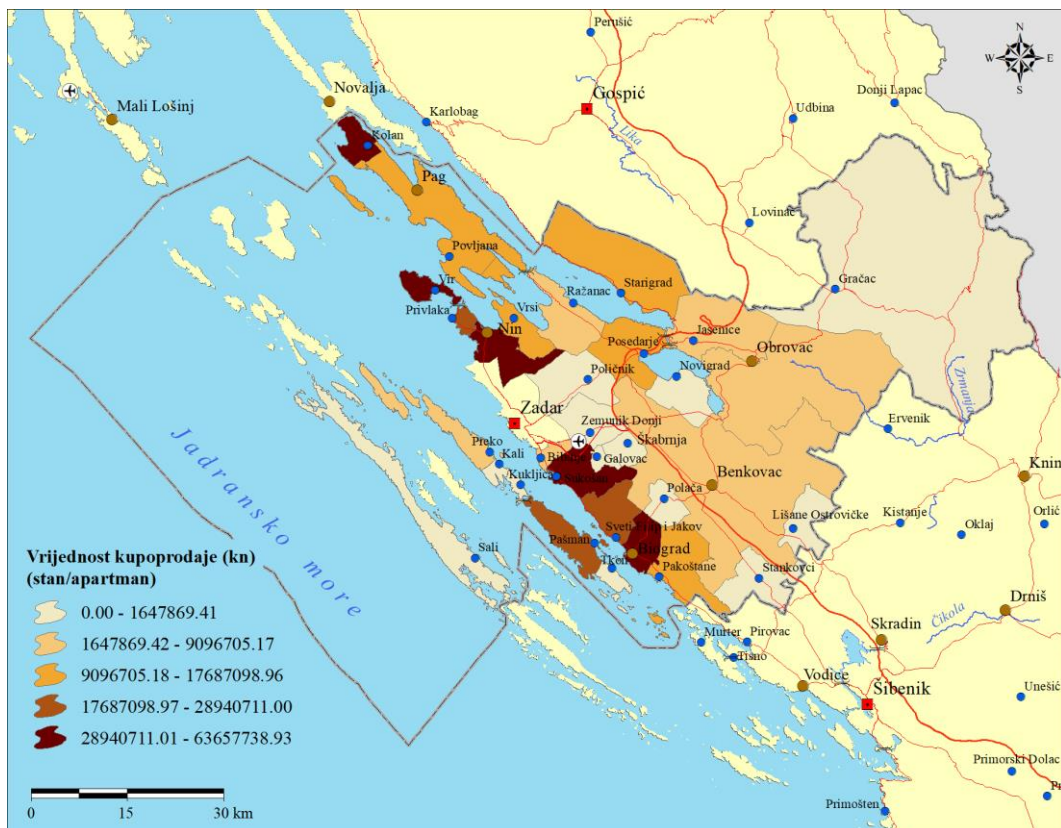 Perušić
N
W E
S
Donji Lapac
Novalja
Mali Lošinj
Gospić
Karlobag
Udbina
Kolan
Lika
Pag
Lovinac
Povljana
Vir
Starigrad
Gračac
Ražanac
Privlaka
Vrsi
Nin
Jasenice
Posedarje
Obrovac
Poličnik
Novigrad
Zrmanja
Zadar
Zemunik Donji
Ervenik
Škabrnja
Preko
Kali
Galovac
Knin
Kukljica
Sukošan
Benkovac
Polača
Jadransko more
Lišane Ostrovičke
Kistanje
Orlić
Oklaj
Sveti Filip i Jakov
Pašman
Biograd
Vrijednost kupoprodaje (kn)
(stan/apartman)
Sali
Tkon
Pakoštane
Stankovci
0.00 - 1647869.41
Drniš
Čikola
1647869.42 - 9096705.17
Murter
Pirovac
Skradin
Tisno
9096705.18 - 17687098.96
Vodice
Unešić
Šibenik
17687098.97 - 28940711.00
28940711.01 - 63657738.93
Primorski Dolac
0 15 30 km
Primošten